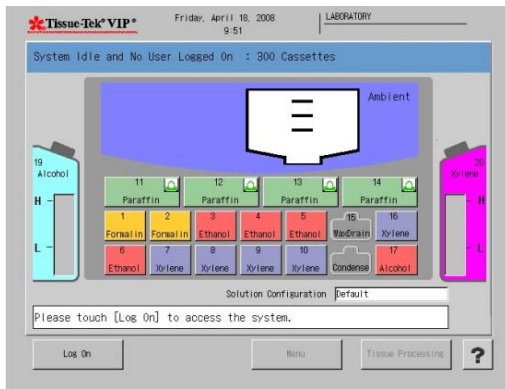 Tissue-Tek® VIP®
Friday, April 18, 2008
9:51
LABORATORY
System Idle and No User Logged On : 300 Cassettes
Ambient
19
Alcohol
H
L
20
Xylene
H
L
11
Paraffin
12
Paraffin
13
Paraffin
14
Paraffin
1
Formalin
2
Formalin
3
Ethanol
4
Ethanol
5
Ethanol
15
WaxDrain
16
Xylene
6
Ethanol
7
Xylene
8
Xylene
9
Xylene
10
Xylene
Condense
17
Alcohol
Solution Configuration Default
Please touch [Log On] to access the system.
Log On
Menu
Tissue Processing
?